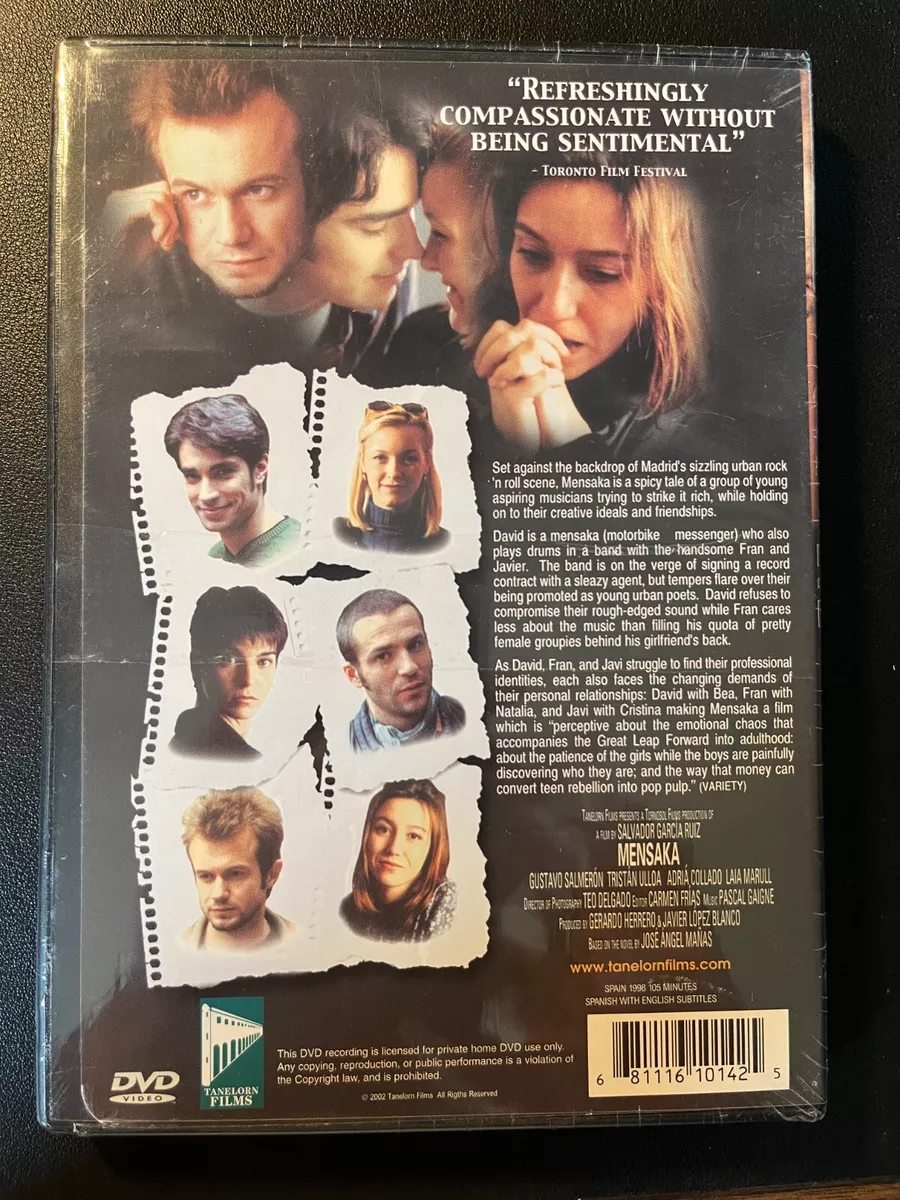 “REFRESHINGLY
COMPASSIONATE WITHOUT
BEING SENTIMENTAL”
- TORONTO FILM FESTIVAL
Set against the backdrop of Madrid's sizzling urban rock
'n roll scene, Mensaka is a spicy tale of a group of young
aspiring musicians trying to strike it rich, while holding
on to their creative ideals and friendships.
David is a mensaka (motorbike messenger) who also
plays drums in a band with the handsome Fran and
Javier. The band is on the verge of signing a record
contract with a sleazy agent, but tempers flare over their
being promoted as young urban poets. David refuses to
compromise their rough-edged sound while Fran cares
less about the music than filling his quota of pretty
female groupies behind his girlfriend's back.
As David, Fran, and Javi struggle to find their professional
identities, each also faces the changing demands of
their personal relationships: David with Bea, Fran with
Natalia, and Javi with Cristina making Mensaka a film
which is “perceptive about the emotional chaos that
accompanies the Great Leap Forward into adulthood:
about the patience of the girls while the boys are painfully
discovering who they are; and the way that money can
convert teen rebellion into pop pulp.” (VARIETY)
TANELORN FILMS PRESENTS A TORNOSOL FILMS PRODUCTION OF
A FILM BY SALVADOR GARCÍA RUIZ
MENSAKA
GUSTAVO SALMERÓN TRISTÁN ULLOA ADRIÁ COLLADO LAIA MARULL
DIRECTOR OF PHOTOGRAPHY TEO DELGADO EDITOR CARMEN FRÍAS MUSIC PASCAL GAIGNE
PRODUCED BY GERARDO HERRERO & JAVIER LÓPEZ BLANCO
BASED ON THE NOVEL BY JOSÉ ÁNGEL MAÑAS
www.tanelornfilms.com
SPAIN 1998 105 MINUTES
SPANISH WITH ENGLISH SUBTITLES
DVD
VIDEO
TANELORN
FILMS
This DVD recording is licensed for private home DVD use only.
Any copying, reproduction, or public performance is a violation of
the Copyright law, and is prohibited.
© 2002 Tanelorn Films All Rigths Reserved
6 81116 10142 5